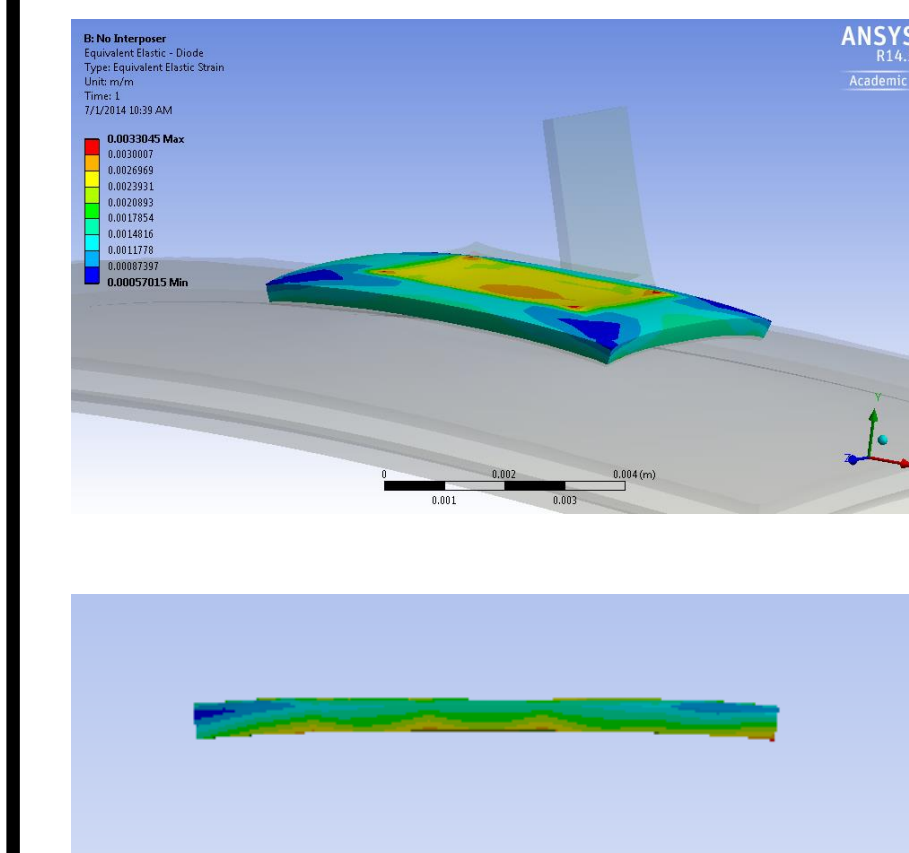 B: No Interposer
Equivalent Elastic - Diode
Type: Equivalent Elastic Strain
Unit: m/m
Time: 1
7/1/2014 10:39 AM
ANSYS
R14.
Academic
0.0033045 Max
0.0030007
0.0026969
0.0023931
0.0020893
0.0017854
0.0014816
0.0011778
0.00087397
0.00057015 Min
Y
Z
0 0.002 0.004 (m)
0.001 0.003